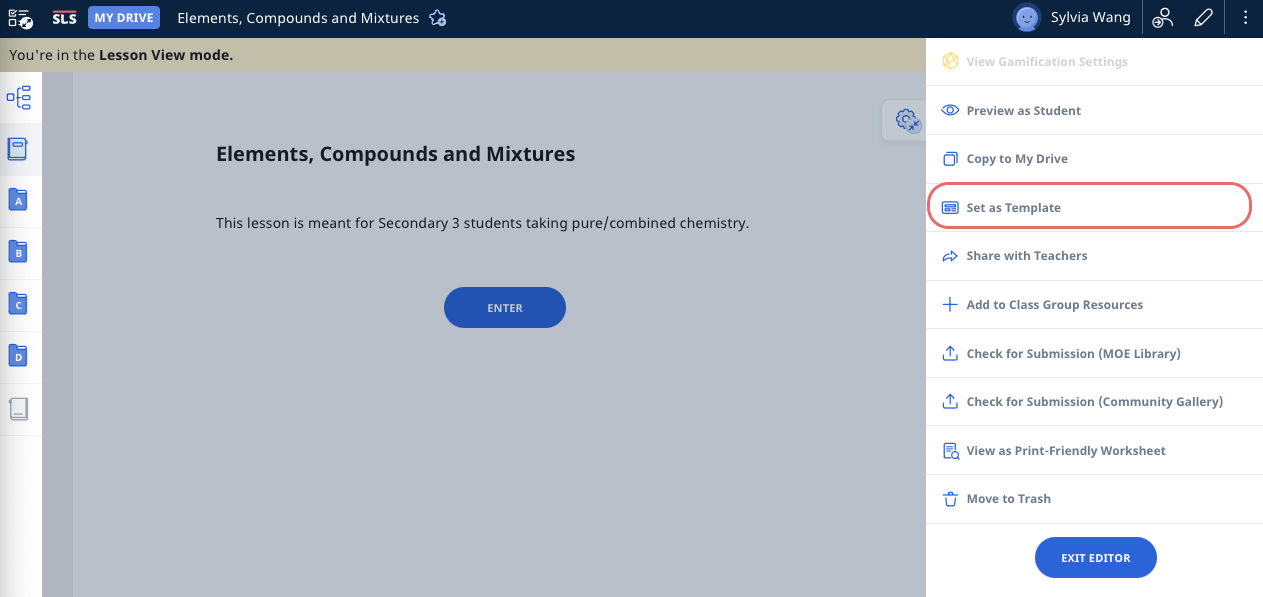 SLS MY DRIVE Elements, Compounds and Mixtures Sylvia Wang
You're in the Lesson View mode.
A
B
C
D
Elements, Compounds and Mixtures
This lesson is meant for Secondary 3 students taking pure/combined chemistry.
ENTER
View Gamification Settings
Preview as Student
Copy to My Drive
Set as Template
Share with Teachers
Add to Class Group Resources
Check for Submission (MOE Library)
Check for Submission (Community Gallery)
View as Print-Friendly Worksheet
Move to Trash
EXIT EDITOR